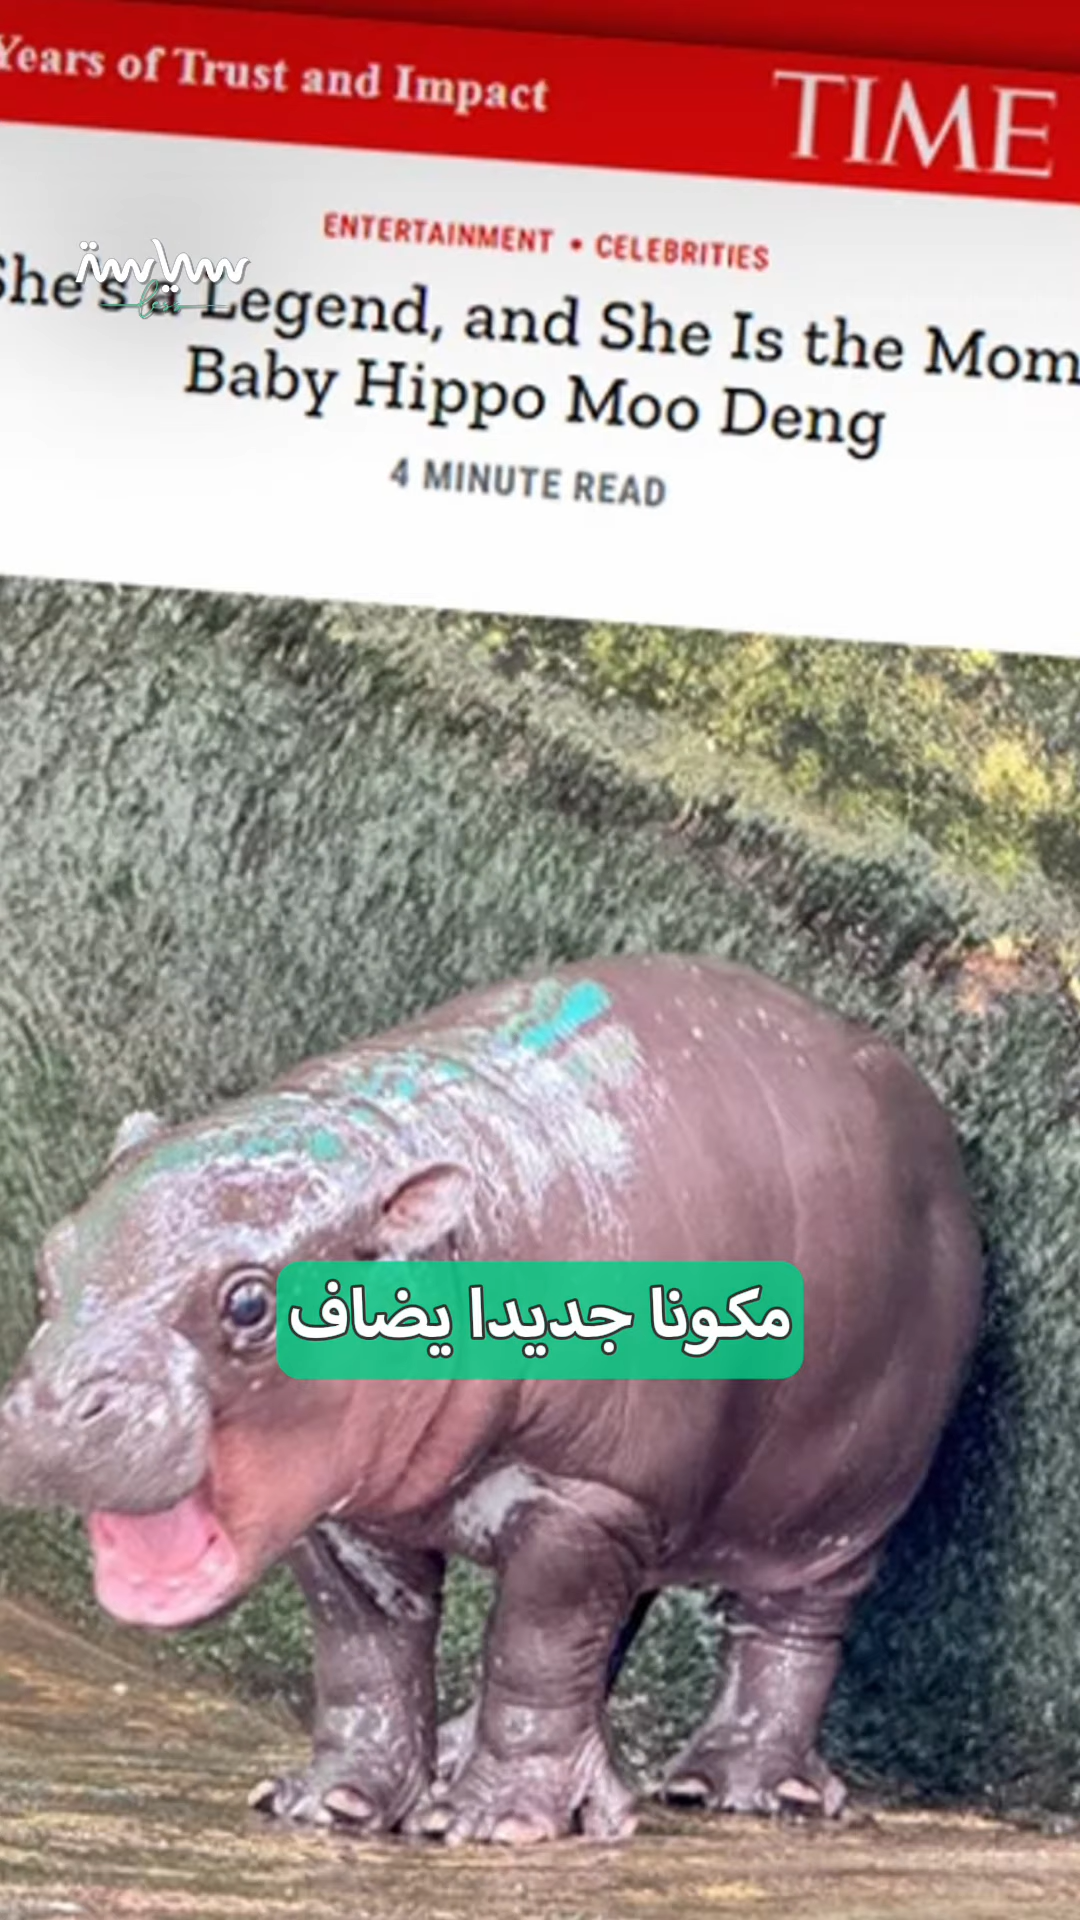 Years of Trust and Impact
TIME
ENTERTAINMENT • CELEBRITIES
سياسة
She's a Legend, and She Is the Mom
Baby Hippo Moo Deng
4 MINUTE READ
مكونا جديدا يضاف